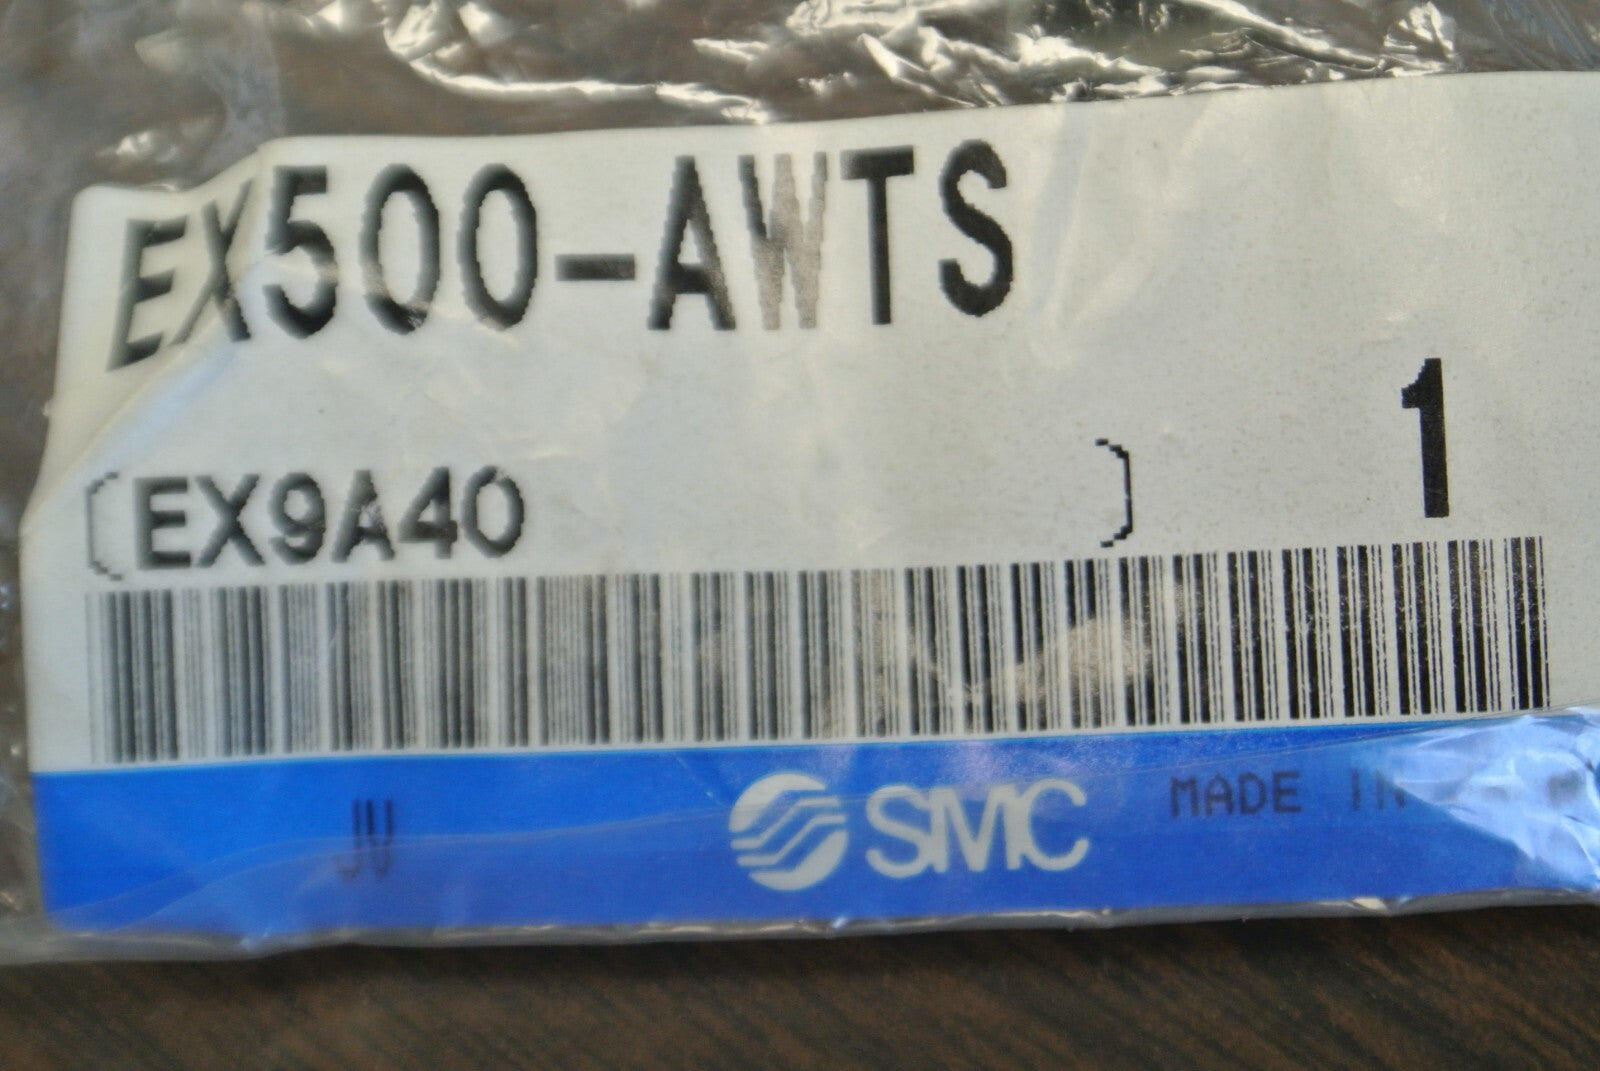 EX500-AWTS
1
[EX9A40]
JU SMC MADE IN